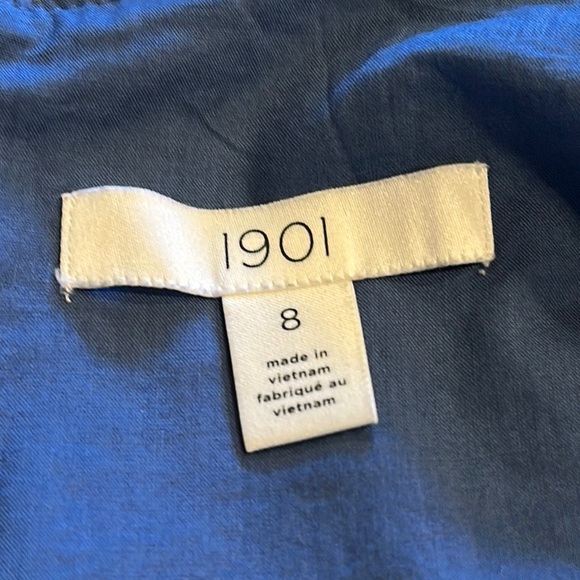 1901
8
made in
vietnam
fabriqué au
vietnam